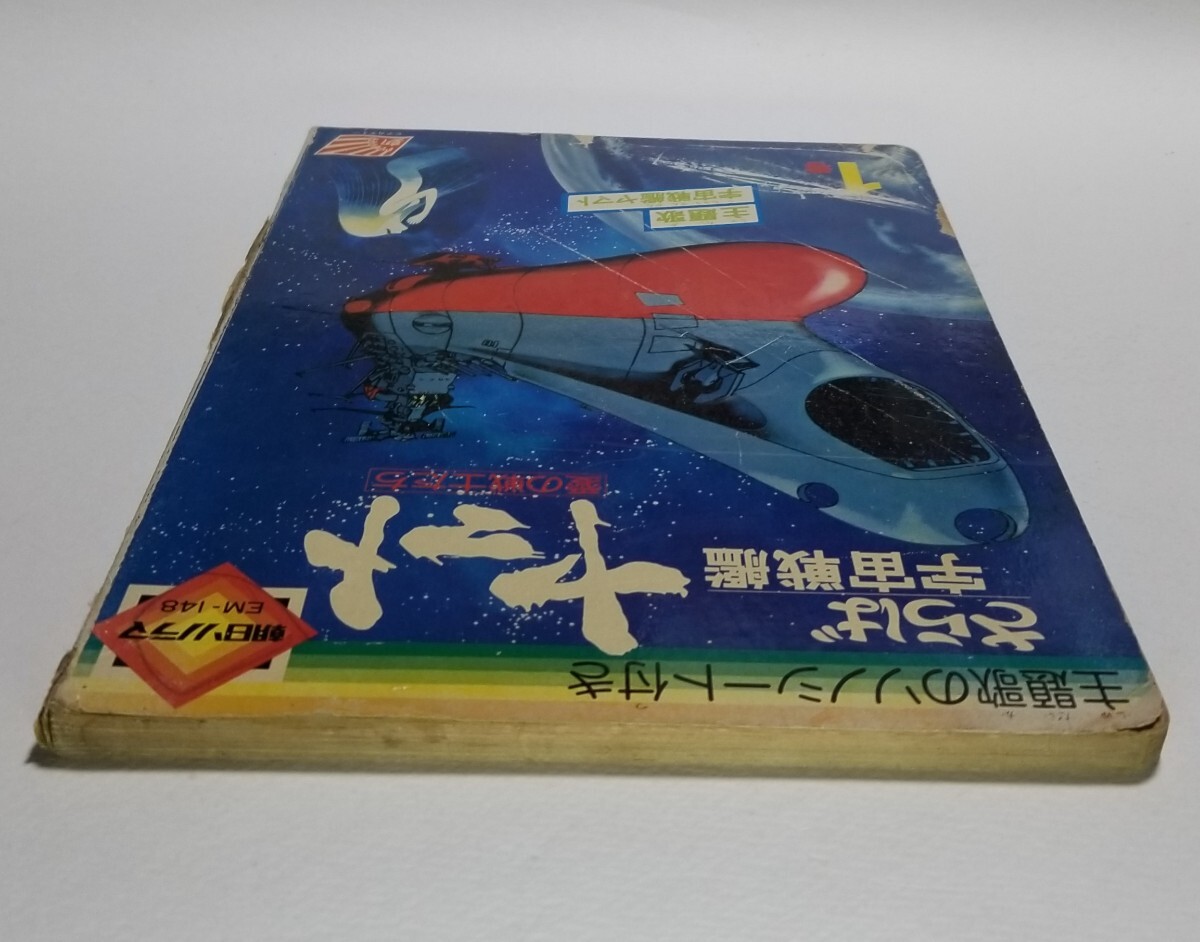 主題歌のソノシート付き
さらば
宇宙戦艦
ヤマト
愛の戦士たち
朝日ソノラマ
EM-148
主題歌
宇宙戦艦ヤマト
1